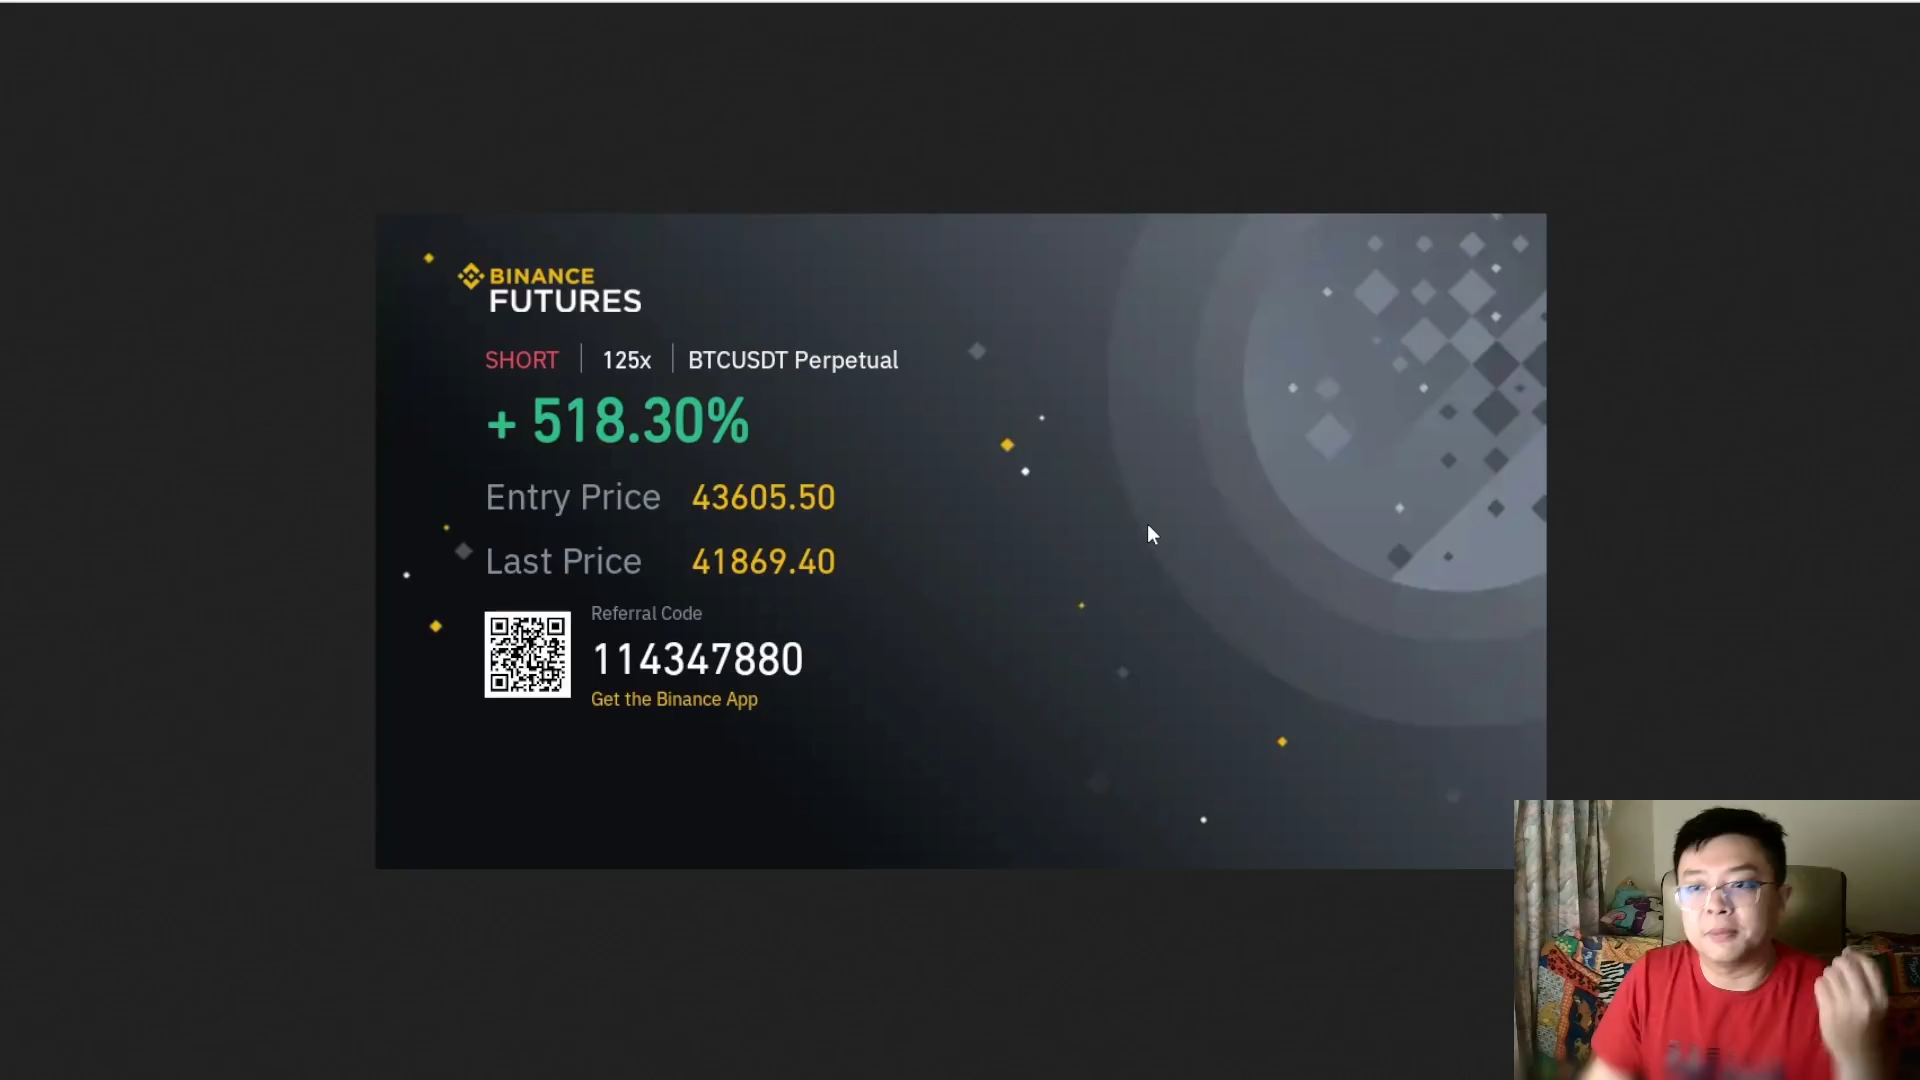 BINANCE
FUTURES
SHORT 125x BTCUSDT Perpetual
+ 518.30%
Entry Price 43605.50
Last Price 41869.40
Referral Code
114347880
Get the Binance App